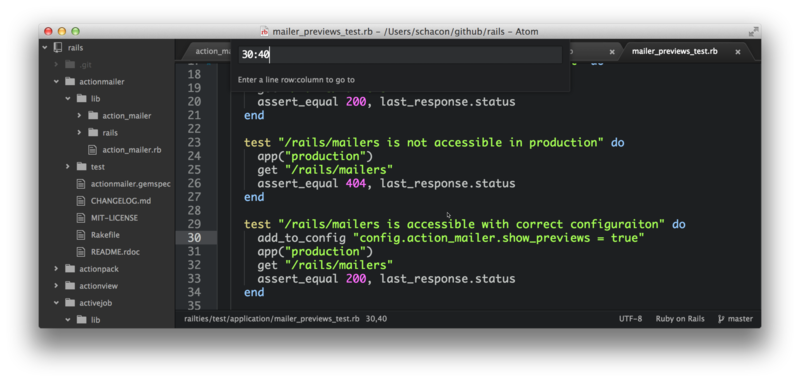 mailer_previews_test.rb - /Users/schacon/github/rails - Atom
rails
.git
actionmailer
lib
action_mailer
rails
action_mailer.rb
test
actionmailer.gemspec
CHANGELOG.md
MIT-LICENSE
Rakefile
README.rdoc
actionpack
actionview
activejob
lib
action_m
mailer_previews_test.rb
30:40
Enter a line row:column to go to
18 do
19
20 assert_equal 200, last_response.status
21 end
22
23 test "/rails/mailers is not accessible in production" do
24 app("production")
25 get "/rails/mailers"
26 assert_equal 404, last_response.status
27 end
28
29 test "/rails/mailers is accessible with correct configuraiton" do
30 add_to_config "config.action_mailer.show_previews = true"
31 app("production")
32 get "/rails/mailers"
33 assert_equal 200, last_response.status
34 end
35
railties/test/application/mailer_previews_test.rb 30,40
UTF-8 Ruby on Rails master